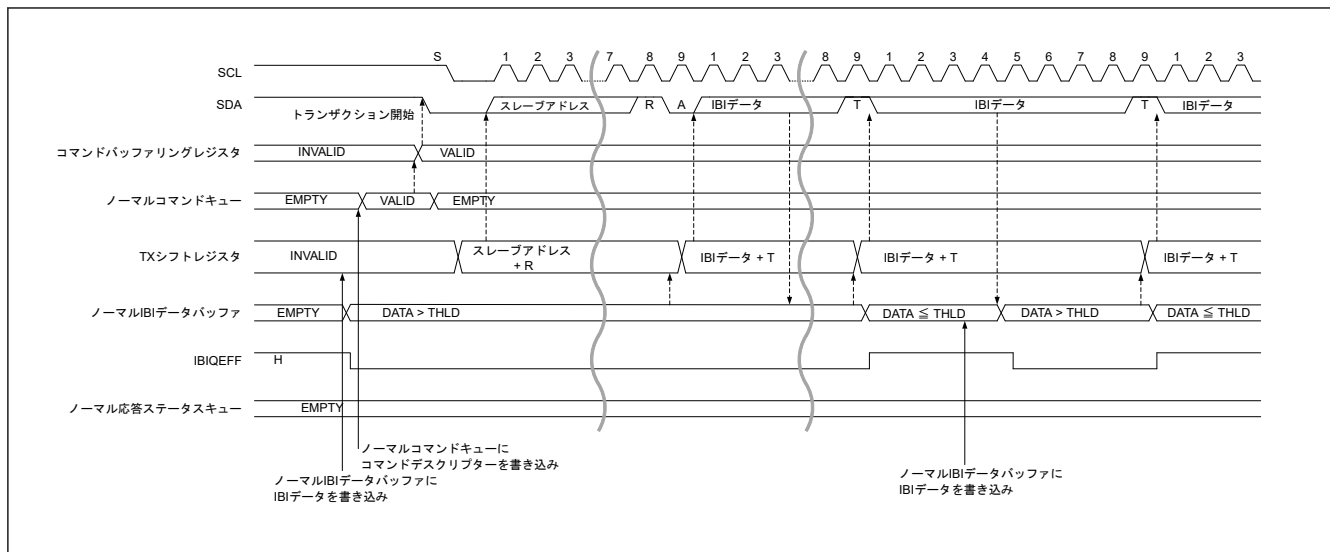 S 1 2 3 7 8 9 1 2 3 8 9 1 2 3 4 5 6 7 8 9 1 2 3
SCL
SDA スレーブアドレス R A IBIデータ T IBIデータ T IBIデータ
トランザクション開始
コマンドバッファリングレジスタ INVALID VALID
ノーマルコマンドキュー EMPTY VALID EMPTY
TXシフトレジスタ INVALID スレーブアドレス IBIデータ + T IBIデータ + T IBIデータ + T
+ R
ノーマルIBIデータバッファ EMPTY DATA > THLD DATA ≦ THLD DATA > THLD DATA ≦ THLD
IBIQEFF H
ノーマル応答ステータスキュー EMPTY
ノーマルコマンドキューに
コマンドデスクリプターを書き込み
ノーマルIBIデータバッファに
IBIデータを書き込み
ノーマルIBIデータバッファに
IBIデータを書き込み